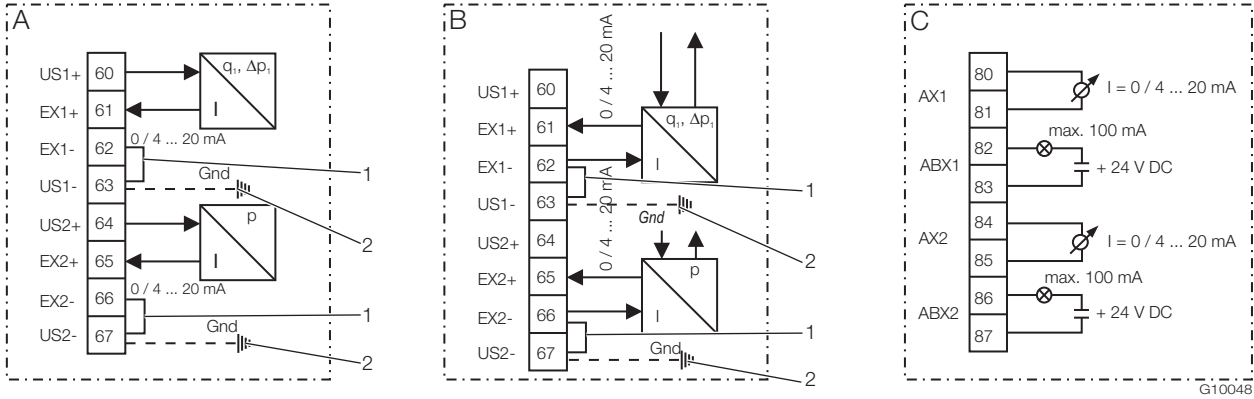 A
US1+ 60
q1, Δp1
I
EX1+ 61
0 / 4 ... 20 mA
EX1- 62
1
US1- 63
Gnd
2
US2+ 64
p
I
EX2+ 65
0 / 4 ... 20 mA
EX2- 66
1
US2- 67
Gnd
2
B
0 / 4 ... 20 mA
US1+ 60
q1, Δp1
I
EX1+ 61
EX1- 62
1
US1- 63
Gnd
2
0 / 4 ... 20 mA
US2+ 64
p
I
EX2+ 65
EX2- 66
1
US2- 67
Gnd
2
C
AX1
80
81
I = 0 / 4 ... 20 mA
max. 100 mA
ABX1
82
83
+ 24 V DC
AX2
84
85
I = 0 / 4 ... 20 mA
max. 100 mA
ABX2
86
87
+ 24 V DC
G10048